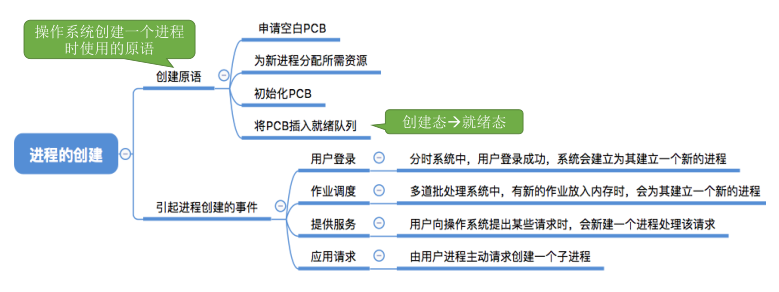 操作系统创建一个进程
时使用的原语
申请空白PCB
为新进程分配所需资源
创建原语
初始化PCB
将PCB插入就绪队列
创建态→就绪态
进程的创建
用户登录
分时系统中，用户登录成功，系统会建立为其建立一个新的进程
作业调度
多道批处理系统中，有新的作业放入内存时，会为其建立一个新的进程
引起进程创建的事件
提供服务
用户向操作系统提出某些请求时，会新建一个进程处理该请求
应用请求
由用户进程主动请求创建一个子进程